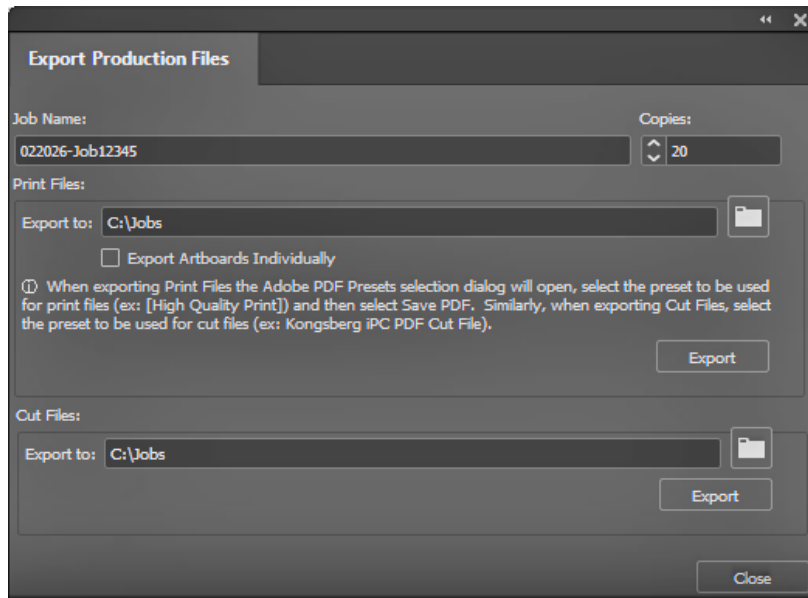 Export Production Files
Job Name:
Copies:
022026-Job12345
20
Print Files:
Export to: C:\Jobs
Export Artboards Individually
ⓘ When exporting Print Files the Adobe PDF Presets selection dialog will open, select the preset to be used
for print files (ex: [High Quality Print]) and then select Save PDF. Similarly, when exporting Cut Files, select
the preset to be used for cut files (ex: Kongsberg iPC PDF Cut File).
Export
Cut Files:
Export to: C:\Jobs
Export
Close